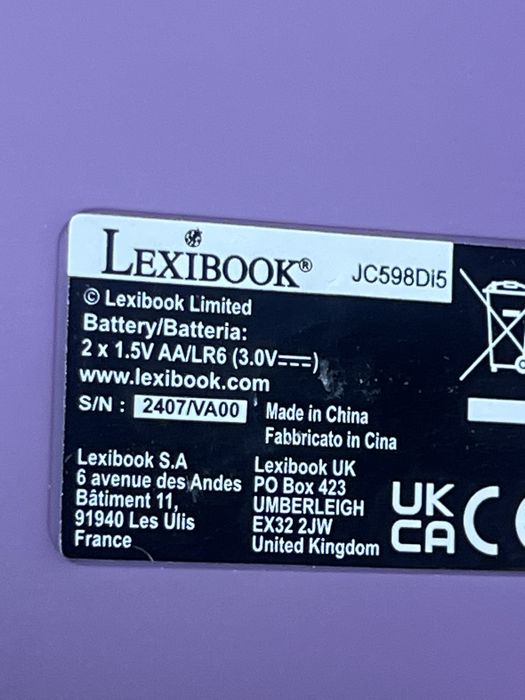 LEXIBOOK® JC598Di5
© Lexibook Limited
Battery/Batteria:
2 x 1.5V AA/LR6 (3.0V⎓)
www.lexibook.com
S/N : 2407/VA00
Made in China
Fabbricato in Cina
Lexibook S.A
6 avenue des Andes
Bâtiment 11,
91940 Les Ulis
France
Lexibook UK
PO Box 423
UMBERLEIGH
EX32 2JW
United Kingdom
UK
CA
C